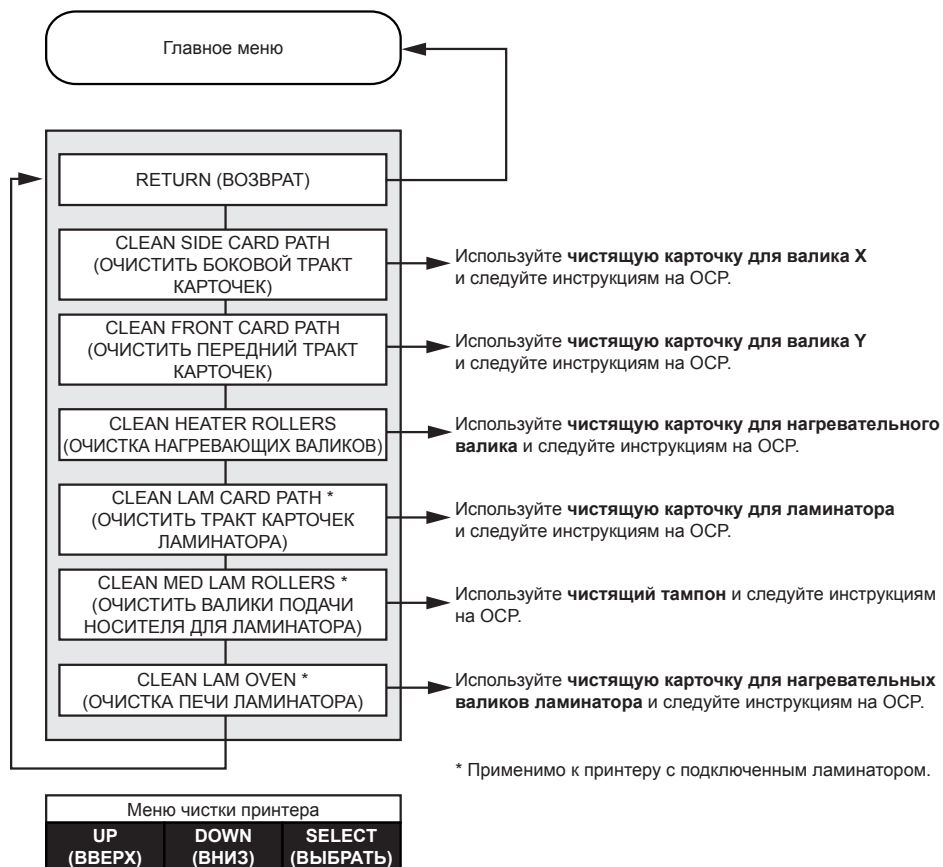 Главное меню
RETURN (ВОЗВРАТ)
CLEAN SIDE CARD PATH
(ОЧИСТИТЬ БОКОВОЙ ТРАКТ
КАРТОЧЕК)
Используйте чистящую карточку для валика X
и следуйте инструкциям на OCP.
CLEAN FRONT CARD PATH
(ОЧИСТИТЬ ПЕРЕДНИЙ ТРАКТ
КАРТОЧЕК)
Используйте чистящую карточку для валика Y
и следуйте инструкциям на OCP.
CLEAN HEATER ROLLERS
(ОЧИСТКА НАГРЕВАЮЩИХ ВАЛИКОВ)
Используйте чистящую карточку для нагревательного
валика и следуйте инструкциям на OCP.
CLEAN LAM CARD PATH *
(ОЧИСТИТЬ ТРАКТ КАРТОЧЕК
ЛАМИНАТОРА)
Используйте чистящую карточку для ламинатора
и следуйте инструкциям на OCP.
CLEAN MED LAM ROLLERS *
(ОЧИСТИТЬ ВАЛИКИ ПОДАЧИ
НОСИТЕЛЯ ДЛЯ ЛАМИНАТОРА)
Используйте чистящий тампон и следуйте инструкциям
на OCP.
CLEAN LAM OVEN *
(ОЧИСТКА ПЕЧИ ЛАМИНАТОРА)
Используйте чистящую карточку для нагревательных
валиков ламинатора и следуйте инструкциям на OCP.
* Применимо к принтеру с подключенным ламинатором.
Меню чистки принтера
UP DOWN SELECT
(ВВЕРХ) (ВНИЗ) (ВЫБРАТЬ)